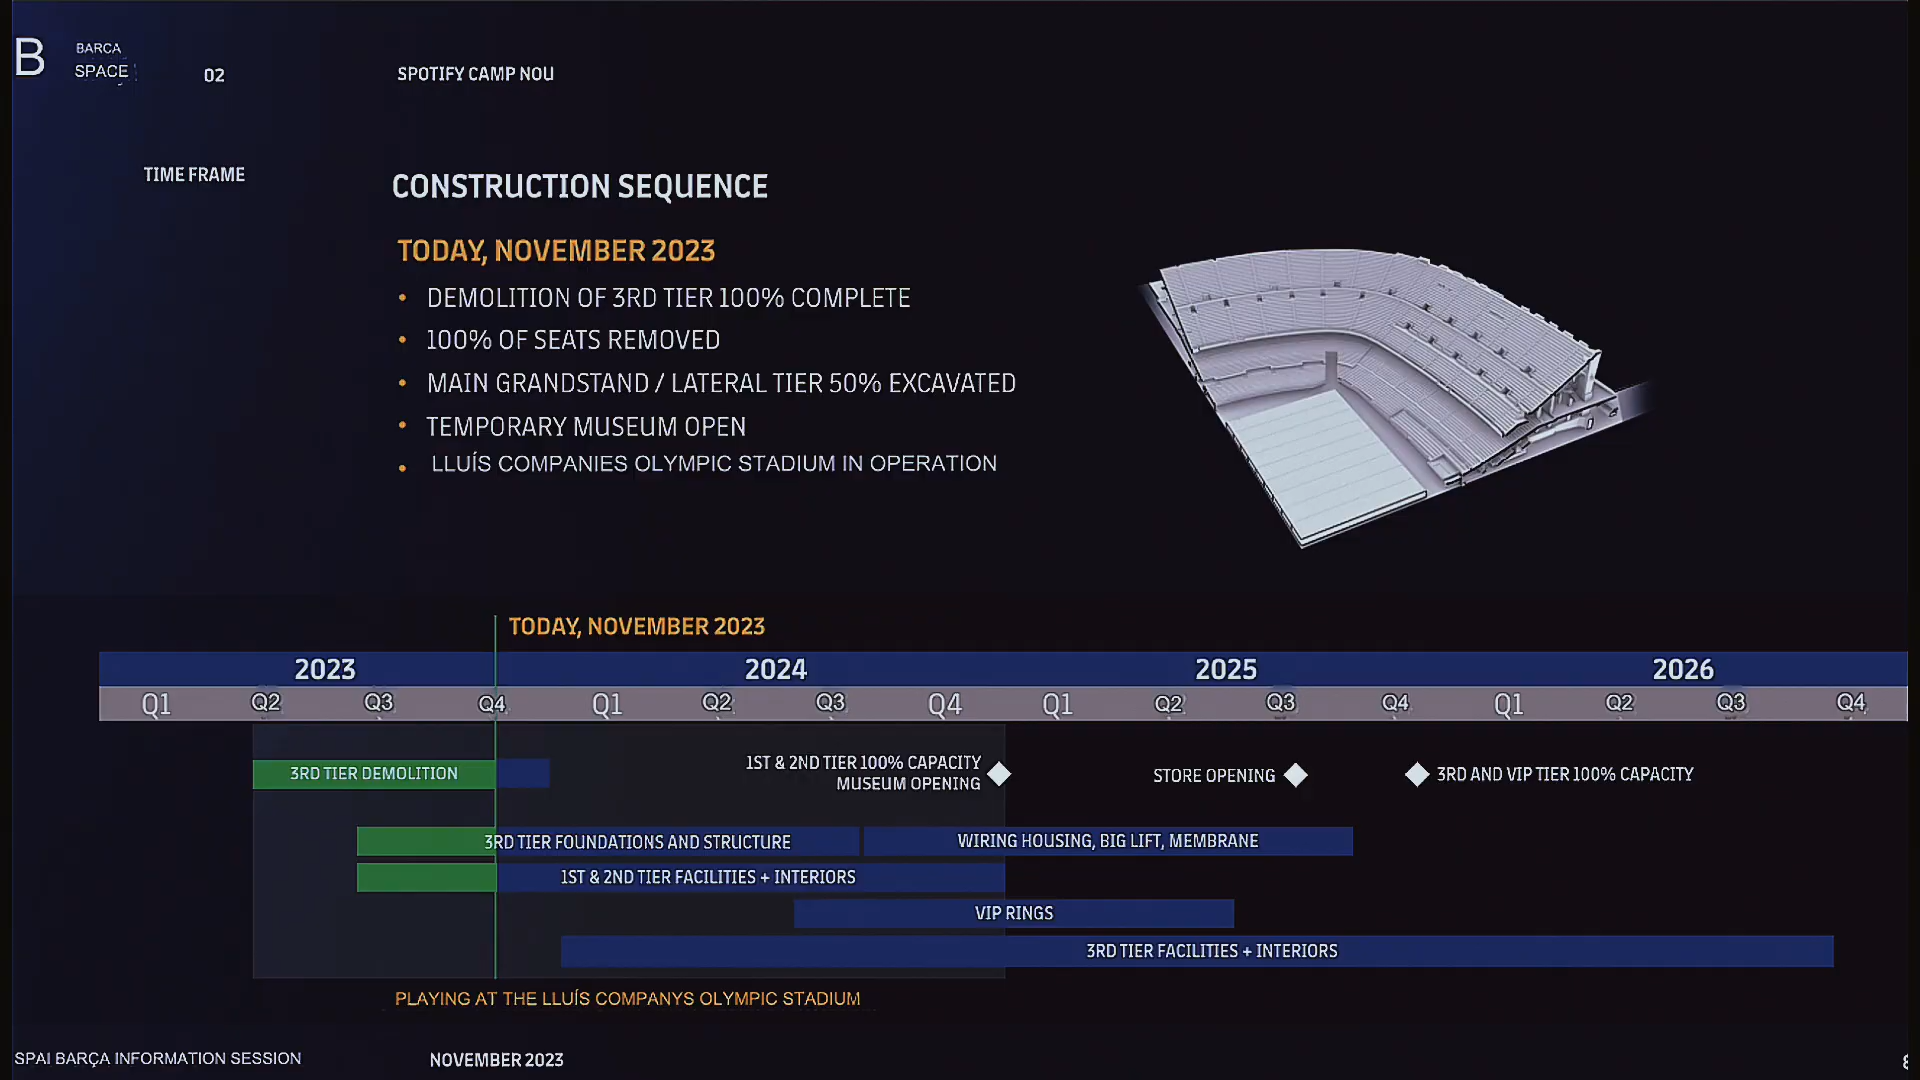 B
BARCA
SPACE
02
SPOTIFY CAMP NOU
TIME FRAME
CONSTRUCTION SEQUENCE
TODAY, NOVEMBER 2023
• DEMOLITION OF 3RD TIER 100% COMPLETE
• 100% OF SEATS REMOVED
• MAIN GRANDSTAND / LATERAL TIER 50% EXCAVATED
• TEMPORARY MUSEUM OPEN
• LLUÍS COMPANIES OLYMPIC STADIUM IN OPERATION
TODAY, NOVEMBER 2023
2023 2024 2025 2026
Q1 Q2 Q3 Q4 Q1 Q2 Q3 Q4 Q1 Q2 Q3 Q4 Q1 Q2 Q3 Q4
3RD TIER DEMOLITION
1ST & 2ND TIER 100% CAPACITY
MUSEUM OPENING
STORE OPENING
3RD AND VIP TIER 100% CAPACITY
3RD TIER FOUNDATIONS AND STRUCTURE
WIRING HOUSING, BIG LIFT, MEMBRANE
1ST & 2ND TIER FACILITIES + INTERIORS
VIP RINGS
3RD TIER FACILITIES + INTERIORS
PLAYING AT THE LLUÍS COMPANYS OLYMPIC STADIUM
SPAI BARÇA INFORMATION SESSION
NOVEMBER 2023